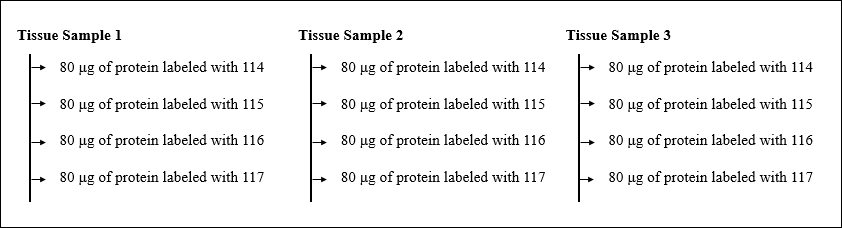 Tissue Sample 1
80 µg of protein labeled with 114
80 µg of protein labeled with 115
80 µg of protein labeled with 116
80 µg of protein labeled with 117
Tissue Sample 2
80 µg of protein labeled with 114
80 µg of protein labeled with 115
80 µg of protein labeled with 116
80 µg of protein labeled with 117
Tissue Sample 3
80 µg of protein labeled with 114
80 µg of protein labeled with 115
80 µg of protein labeled with 116
80 µg of protein labeled with 117